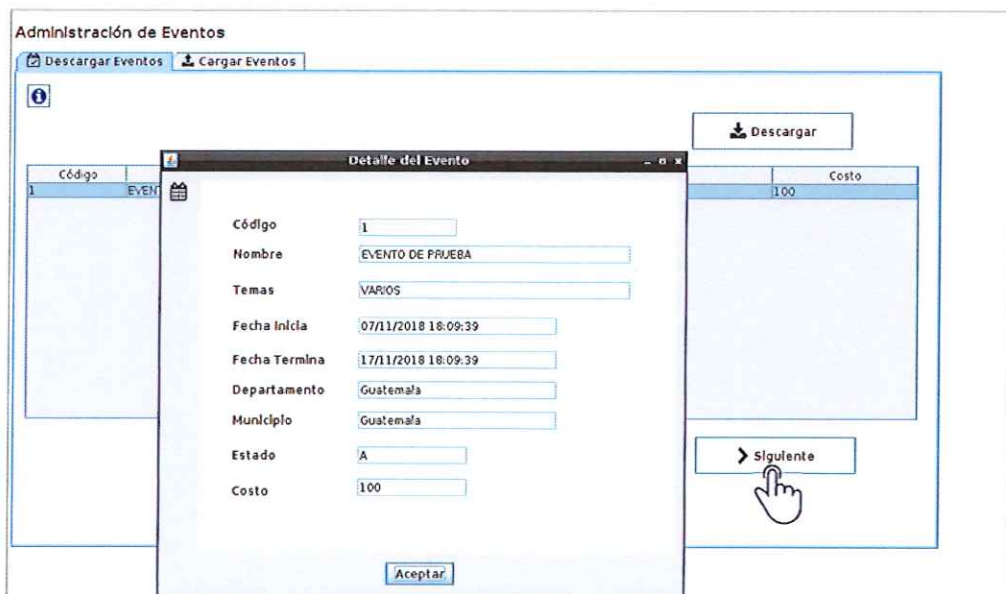 Administración de Eventos
Descargar Eventos Cargar Eventos
Descargar
Detalle del Evento
Código Costo
1 EVEN 100
Código 1
Nombre EVENTO DE PRUEBA
Temas VARIOS
Fecha Inicia 07/11/2018 18:09:39
Fecha Termina 17/11/2018 18:09:39
Departamento Guatemala
Municipio Guatemala
Estado A
Siguiente
Costo 100
Aceptar